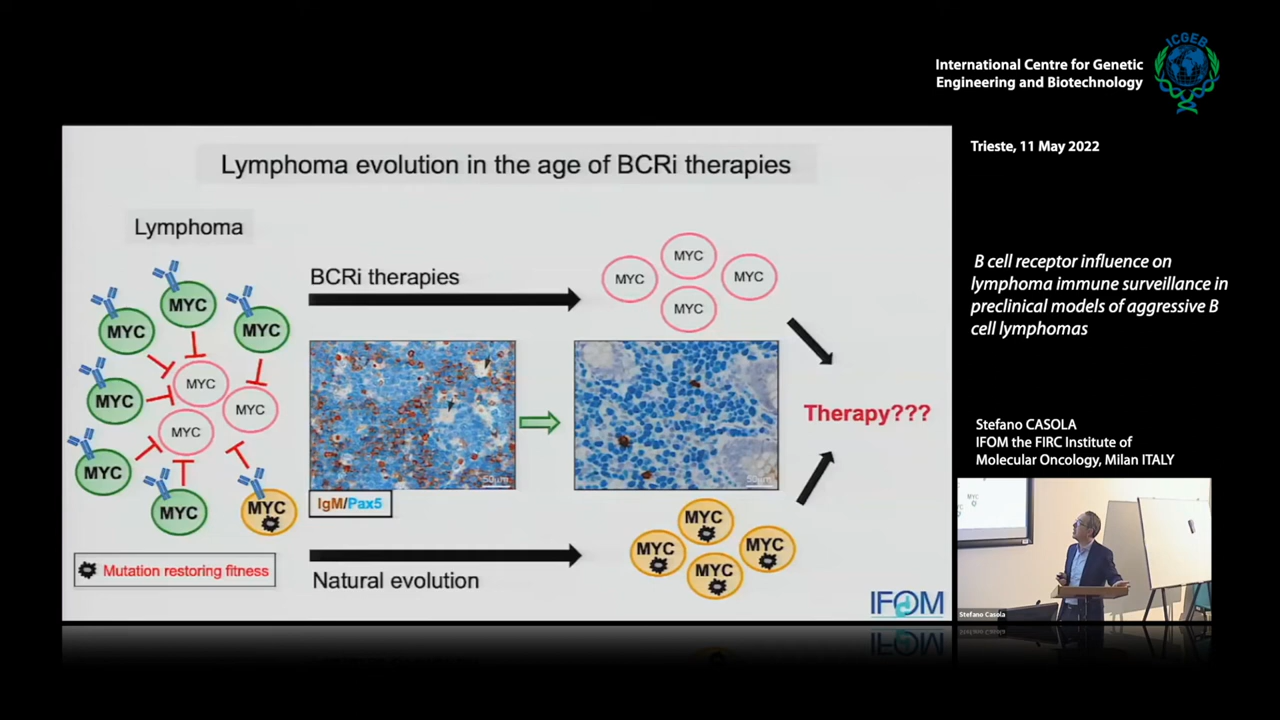 International Centre for Genetic
Engineering and Biotechnology
ICGEB
Trieste, 11 May 2022
B cell receptor influence on
lymphoma immune surveillance in
preclinical models of aggressive B
cell lymphomas
Stefano CASOLA
IFOM the FIRC Institute of
Molecular Oncology, Milan ITALY
Stefano Casola
Lymphoma evolution in the age of BCRi therapies
Lymphoma
MYC
MYC
MYC
MYC
MYC
MYC
MYC
MYC
MYC
MYC
Mutation restoring fitness
BCRi therapies
MYC
MYC
MYC
MYC
50µm
50µm
IgM/Pax5
Therapy???
MYC
MYC
MYC
MYC
Natural evolution
IFOM